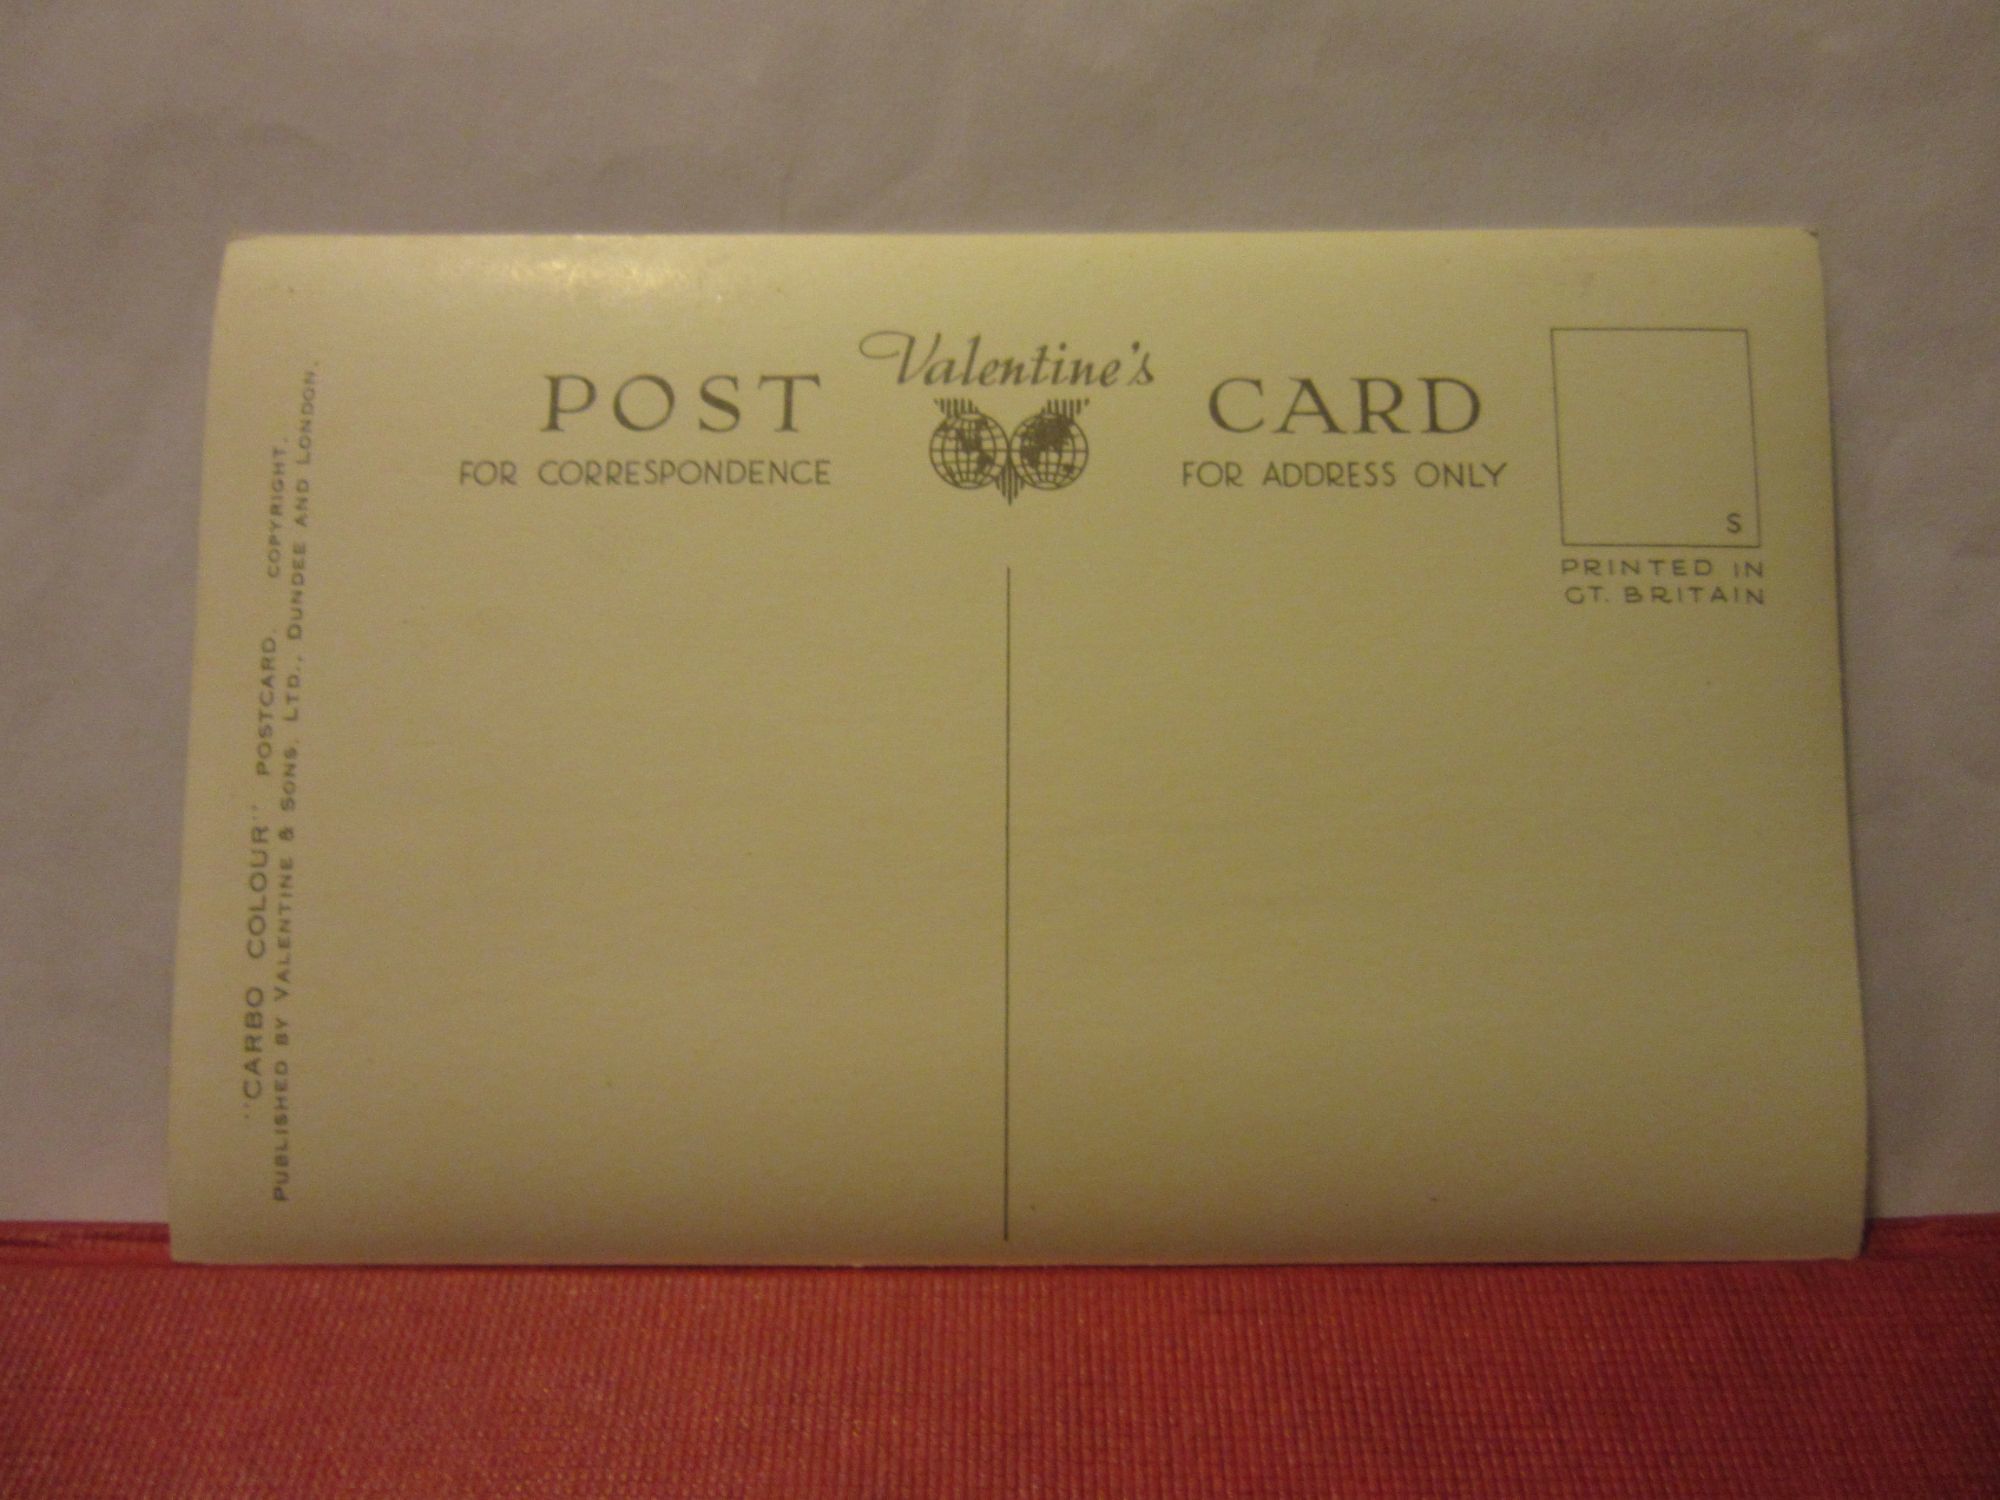 Valentine's
POST CARD
FOR CORRESPONDENCE
FOR ADDRESS ONLY
S
PRINTED IN
GT. BRITAIN
"CARBO COLOUR" POSTCARD. COPYRIGHT.
PUBLISHED BY VALENTINE & SONS. LTD., DUNDEE AND LONDON.